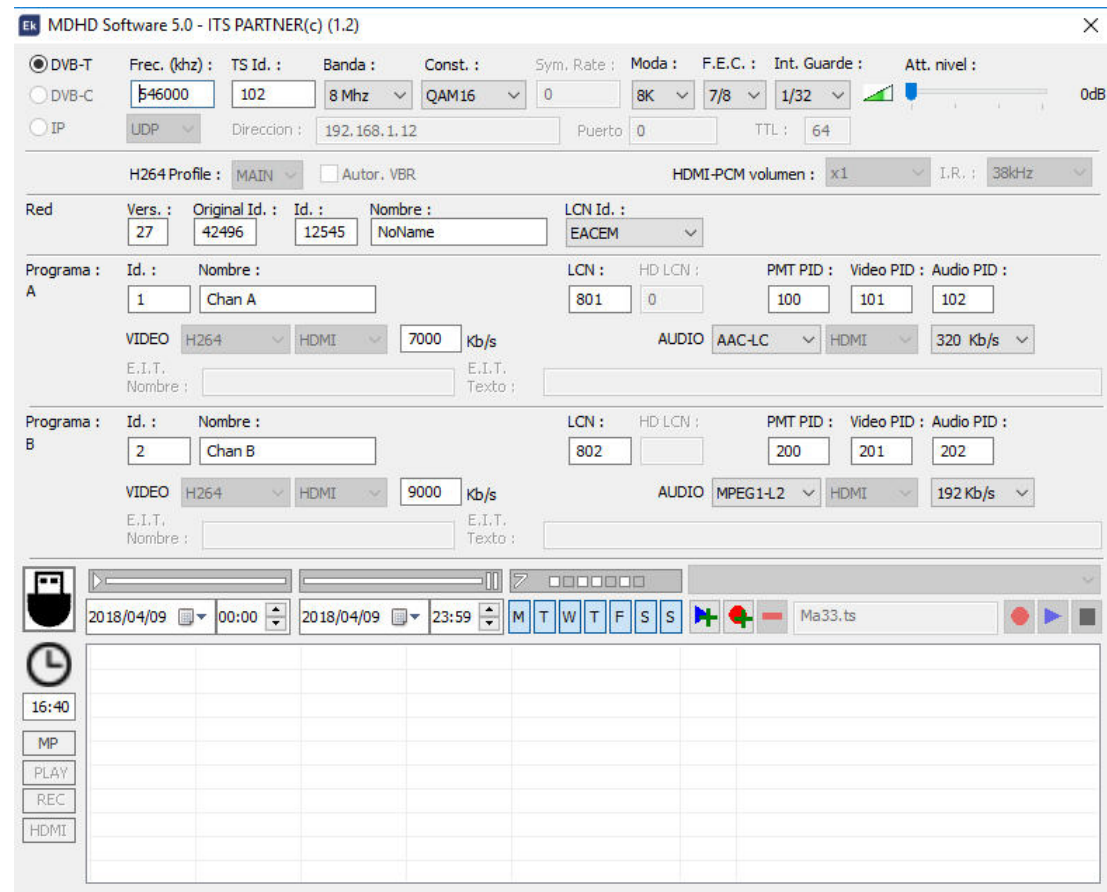 Ek MDHD Software 5.0 - ITS PARTNER(c) (1.2)
DVB-T Frec. (khz) : TS Id. : Banda : Const. : Sym. Rate : Moda : F.E.C. : Int. Guarde : Att. nivel :
DVB-C 546000 102 8 Mhz QAM16 0 8K 7/8 1/32 0dB
IP UDP Direccion : 192.168.1.12 Puerto 0 TTL : 64
H264 Profile : MAIN Autor. VBR HDMI-PCM volumen : x1 I.R. : 38kHz
Red Vers. : Original Id. : Id. : Nombre : LCN Id. :
27 42496 12545 NoName EACEM
Programa : Id. : Nombre : LCN : HD LCN : PMT PID : Video PID : Audio PID :
A 1 Chan A 801 0 100 101 102
VIDEO H264 HDMI 7000 Kb/s AUDIO AAC-LC HDMI 320 Kb/s
E.I.T. E.I.T.
Nombre : Texto :
Programa : Id. : Nombre : LCN : HD LCN : PMT PID : Video PID : Audio PID :
B 2 Chan B 802 200 201 202
VIDEO H264 HDMI 9000 Kb/s AUDIO MPEG1-L2 HDMI 192 Kb/s
E.I.T. E.I.T.
Nombre : Texto :
7
2018/04/09 00:00 2018/04/09 23:59 M T W T F S S Ma33.ts
16:40
MP
PLAY
REC
HDMI